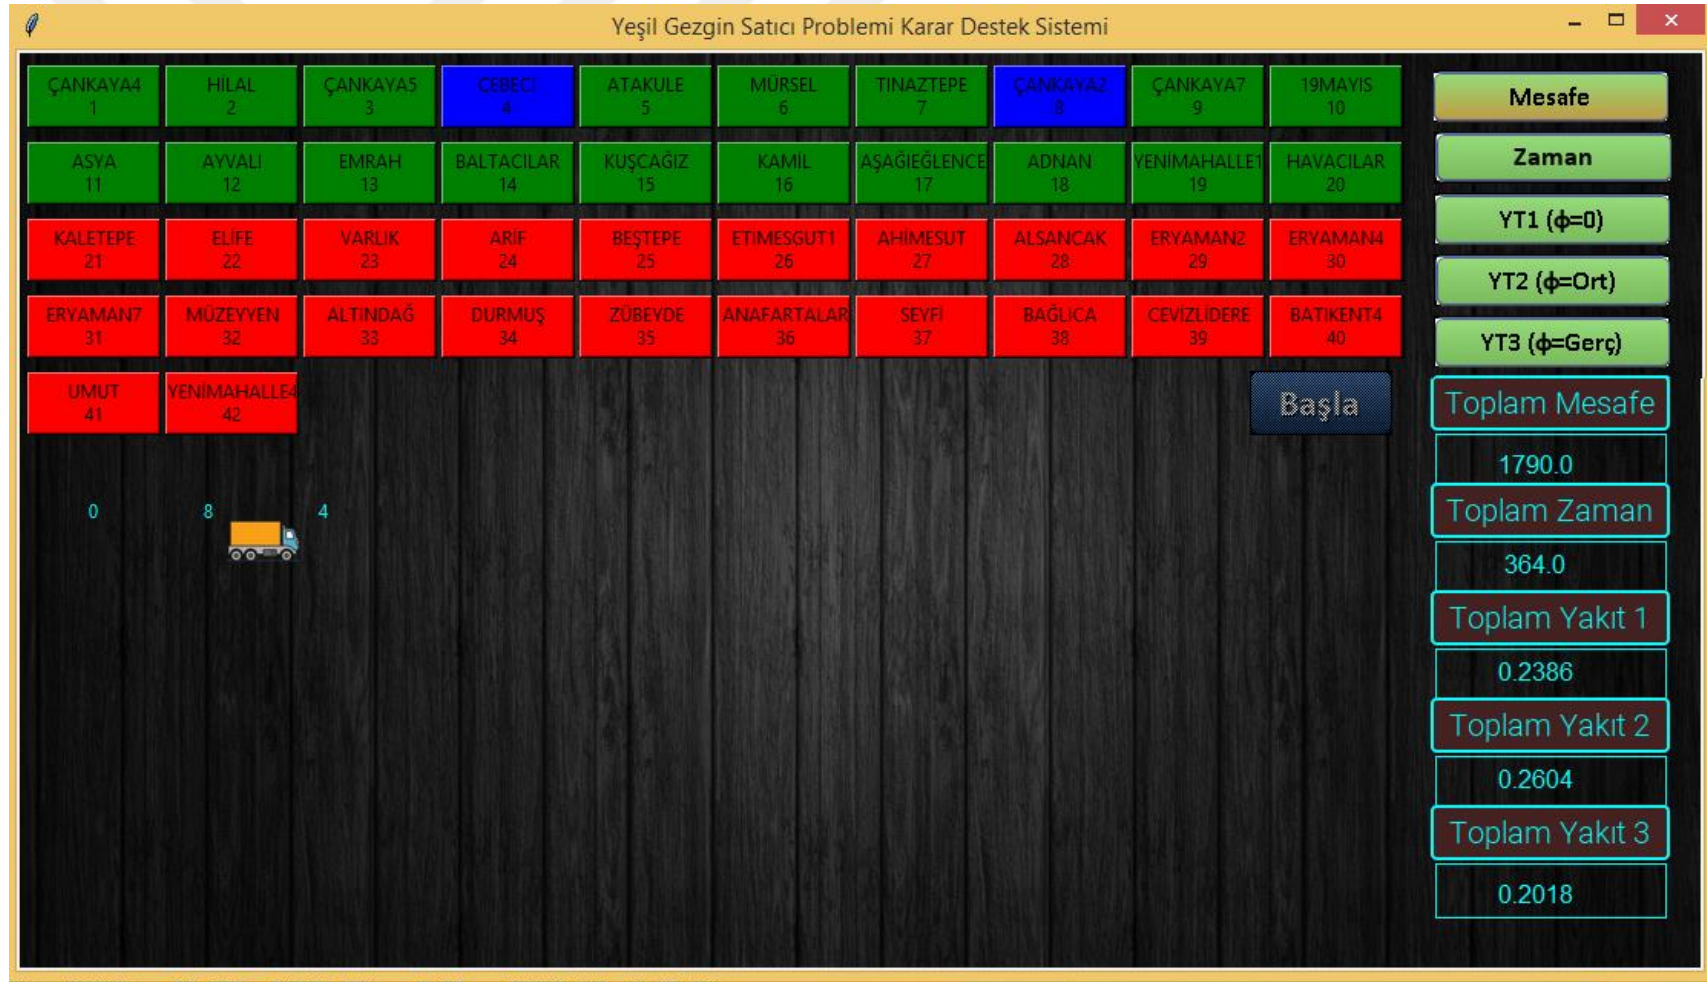 Yeşil Gezgin Satıcı Problemi Karar Destek Sistemi
ÇANKAYA4
1
HİLAL
2
ÇANKAYA5
3
CEBECİ
4
ATAKULE
5
MÜRSEL
6
TINAZTEPE
7
ÇANKAYA2
8
ÇANKAYA7
9
19MAYIS
10
ASYA
11
AYVALI
12
EMRAH
13
BALTACILAR
14
KUŞCAĞIZ
15
KAMİL
16
AŞAĞIEĞLENCE
17
ADNAN
18
YENİMAHALLE1
19
HAVACILAR
20
KALETEPE
21
ELİFE
22
VARLIK
23
ARİF
24
BEŞTEPE
25
ETIMESGUT1
26
AHİMESUT
27
ALSANCAK
28
ERYAMAN2
29
ERYAMAN4
30
ERYAMAN7
31
MÜZEYYEN
32
ALTINDAĞ
33
DURMUŞ
34
ZÜBEYDE
35
ANAFARTALAR
36
SEYFİ
37
BAĞLICA
38
CEVİZLİDERE
39
BATIKENT4
40
UMUT
41
YENİMAHALLE4
42
Başla
0 8 4
Mesafe
Zaman
YT1 (ϕ=0)
YT2 (ϕ=Ort)
YT3 (ϕ=Gerç)
Toplam Mesafe
1790.0
Toplam Zaman
364.0
Toplam Yakıt 1
0.2386
Toplam Yakıt 2
0.2604
Toplam Yakıt 3
0.2018